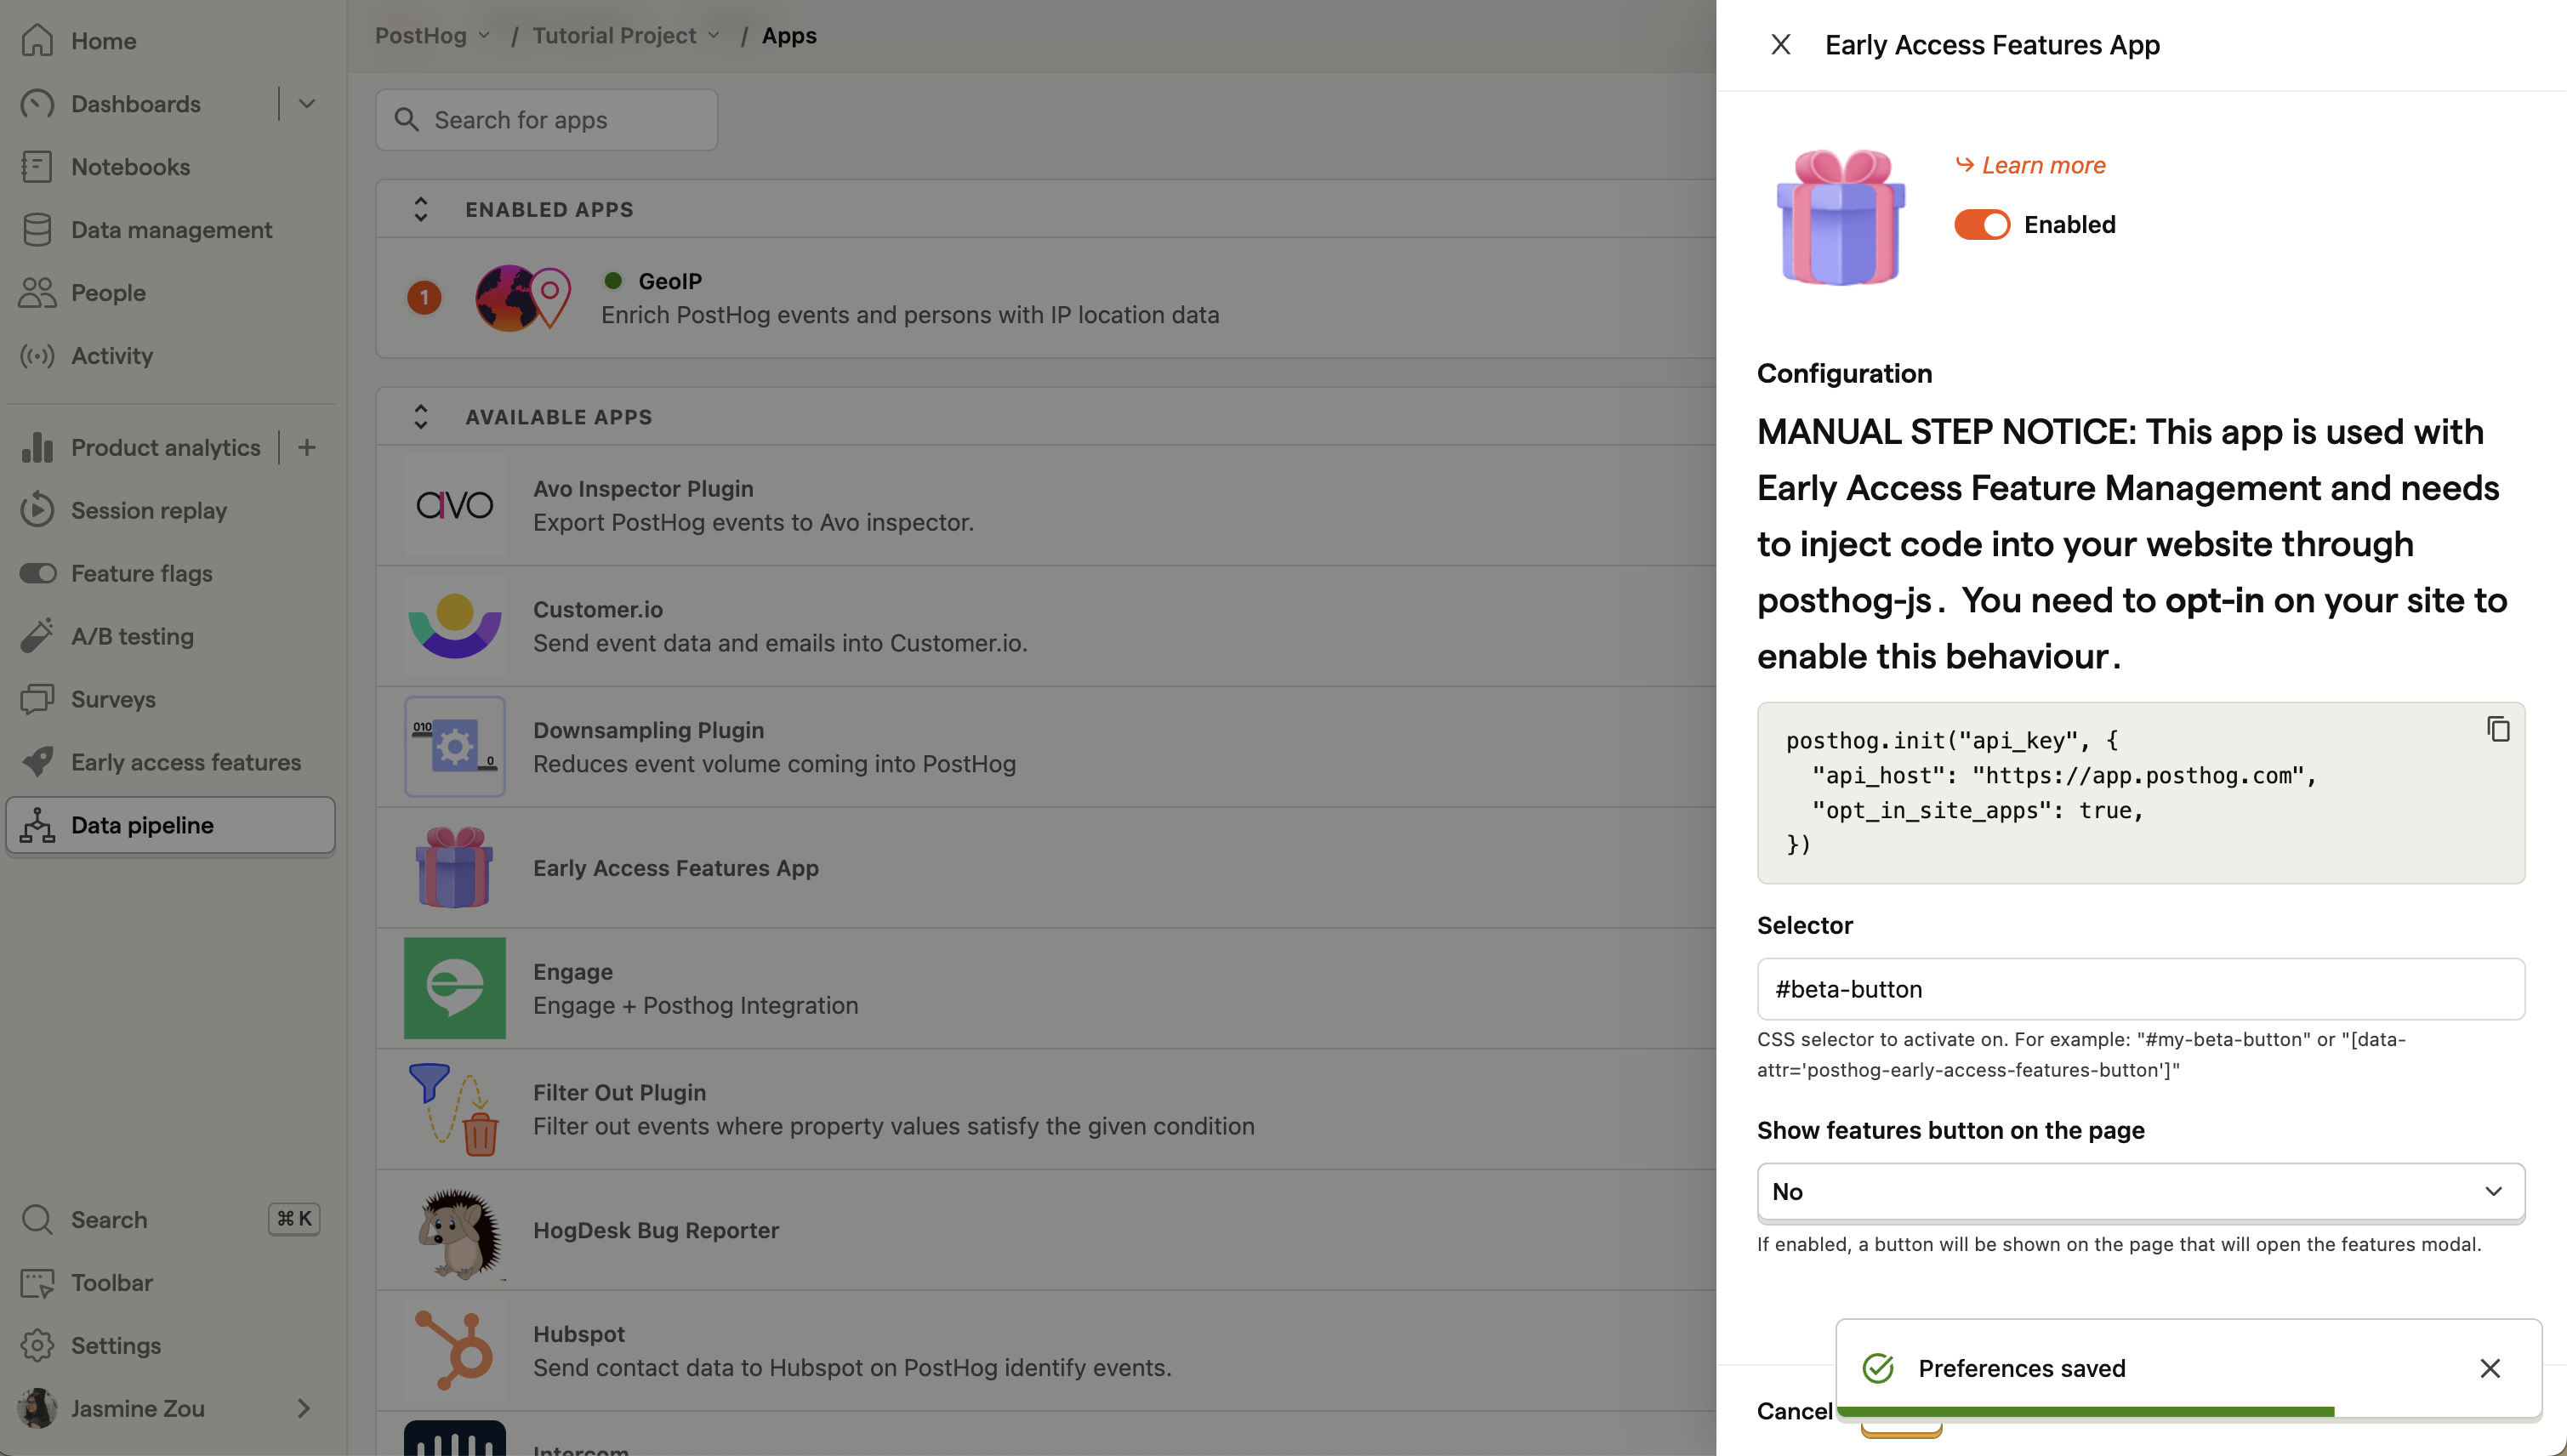 Home
Dashboards
Notebooks
Data management
People
Activity
Product analytics
Session replay
Feature flags
A/B testing
Surveys
Early access features
Data pipeline
Search
⌘ K
Toolbar
Settings
Jasmine Zou
PostHog / Tutorial Project / Apps
Search for apps
ENABLED APPS
1
GeoIP
Enrich PostHog events and persons with IP location data
AVAILABLE APPS
avo
Avo Inspector Plugin
Export PostHog events to Avo inspector.
Customer.io
Send event data and emails into Customer.io.
010
0
Downsampling Plugin
Reduces event volume coming into PostHog
Early Access Features App
Engage
Engage + Posthog Integration
Filter Out Plugin
Filter out events where property values satisfy the given condition
HogDesk Bug Reporter
Hubspot
Send contact data to Hubspot on PostHog identify events.
Intercom
Early Access Features App
Learn more
Enabled
Configuration
MANUAL STEP NOTICE: This app is used with
Early Access Feature Management and needs
to inject code into your website through
posthog-js. You need to opt-in on your site to
enable this behaviour.
posthog.init("api_key", {
"api_host": "https://app.posthog.com",
"opt_in_site_apps": true,
})
Selector
#beta-button
CSS selector to activate on. For example: "#my-beta-button" or "[data-
attr='posthog-early-access-features-button']"
Show features button on the page
No
If enabled, a button will be shown on the page that will open the features modal.
Preferences saved
Cancel